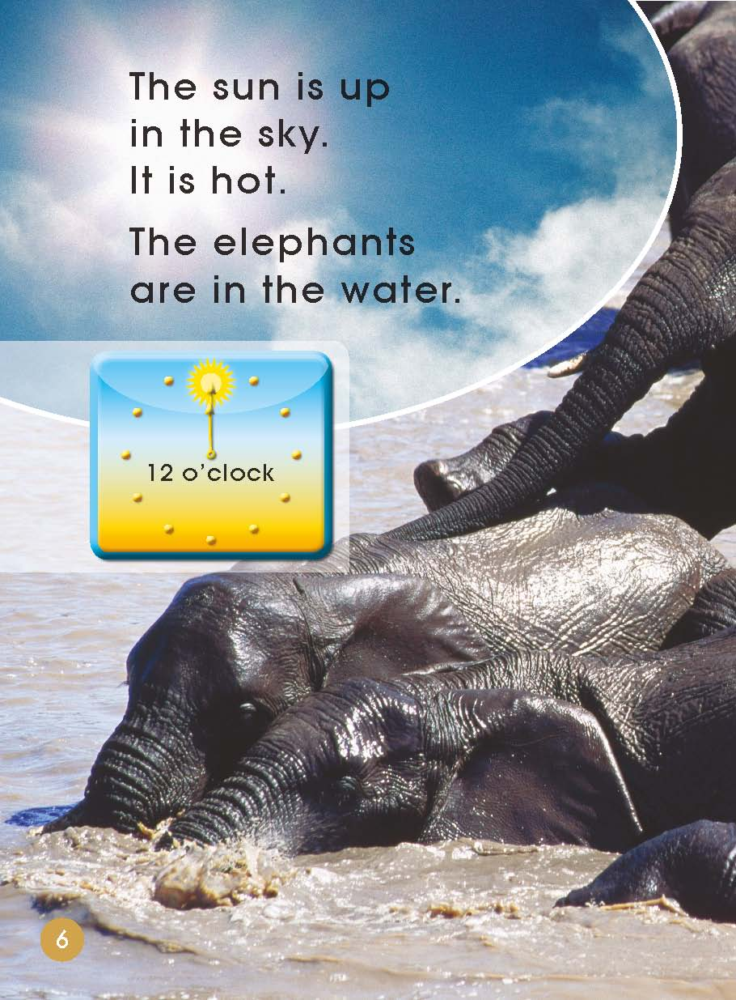 The sun is up
in the sky.
It is hot.
The elephants
are in the water.
12 o’clock
6